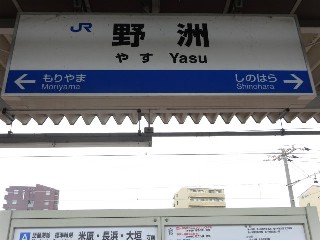 JR 野洲
やす Yasu
もりやま しのはら
Moriyama Shinohara
A
米原・長浜・大垣